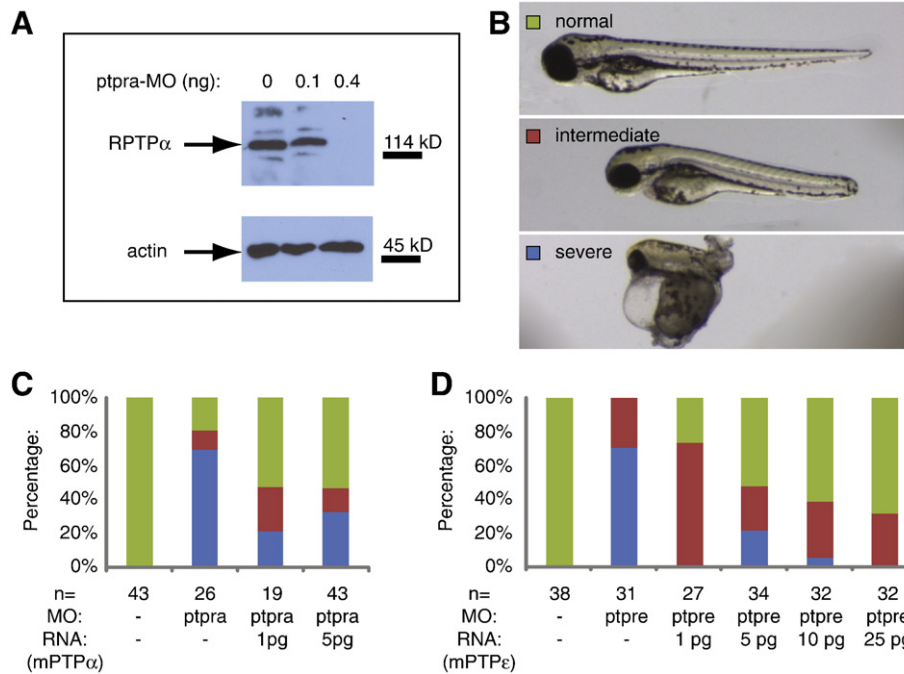 A
ptpra-MO (ng): 0 0.1 0.4
RPTPα
114 kD
actin
45 kD
B
normal
intermediate
severe
C
100%
80%
60%
40%
20%
0%
Percentage:
n= 43 26 19 43
MO: - ptpra ptpra ptpra
RNA: - - 1pg 5pg
(mPTPα)
D
100%
80%
60%
40%
20%
0%
Percentage:
n= 38 31 27 34 32 32
MO: - ptpre ptpre ptpre ptpre ptpre
RNA: - - 1 pg 5 pg 10 pg 25 pg
(mPTPε)